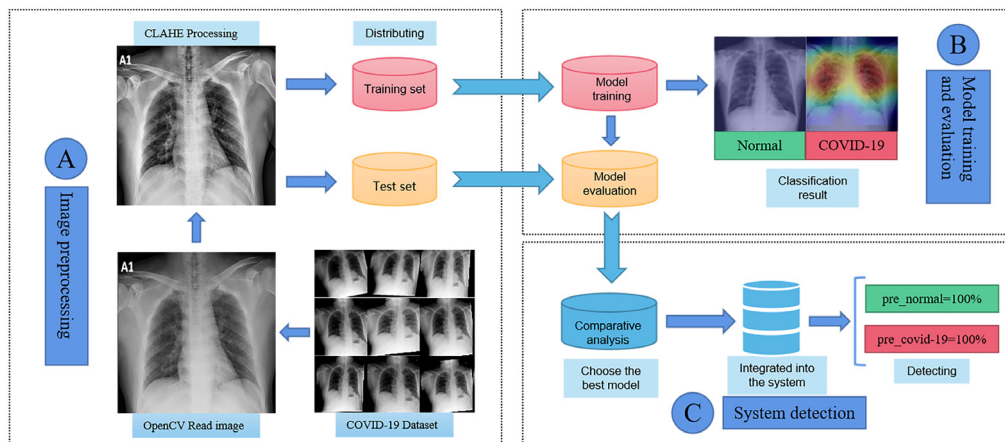 CLAHE Processing
A1
Distributing
Training set
Test set
A
Image preprocessing
A1
OpenCV Read image
COVID-19 Dataset
Model
training
Model
evaluation
Normal
COVID-19
Classification
result
B
Model training
and evaluation
Comparative
analysis
Choose the
best model
Integrated into
the system
pre_normal=100%
pre_covid-19=100%
Detecting
C
System detection